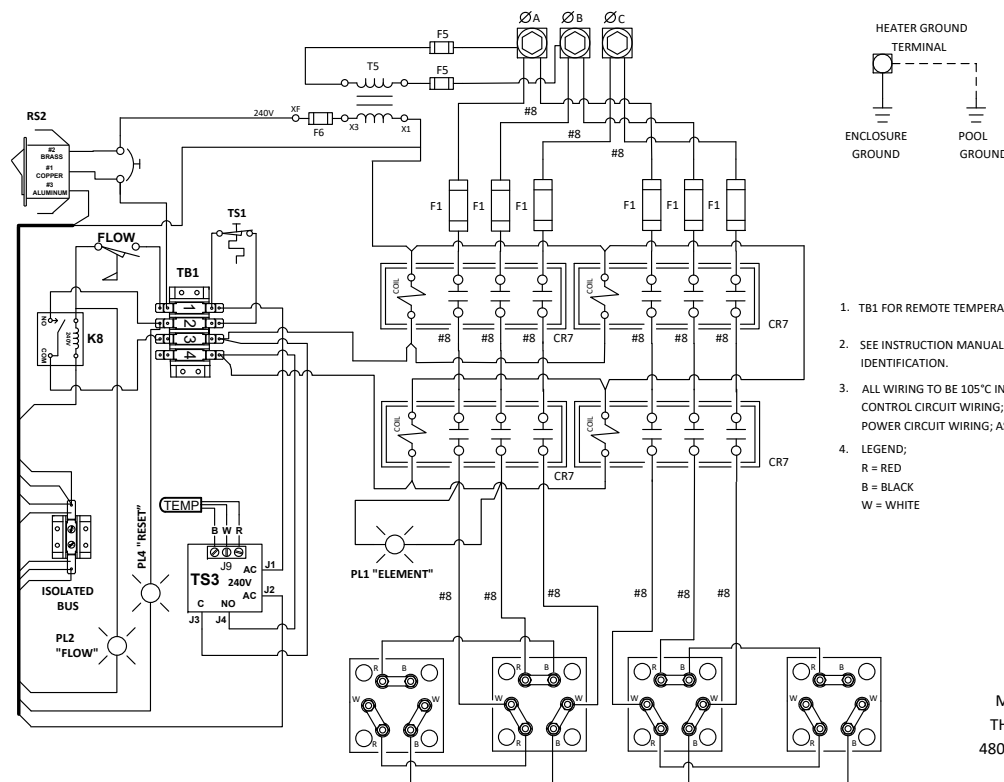 ØA ØB ØC
HEATER GROUND
TERMINAL
F5
F5
T5
ENCLOSURE
GROUND
POOL
GROUND
RS2
240V
XF
F6
X3
X1
#8
#8
#8
#2
BRASS
#1
COPPER
#3
ALUMINUM
F1 F1 F1 F1 F1 F1
TS1
FLOW
TB1
1
2
3
4
NO
COM
240V
K8
COIL
COIL
CR7
CR7
#8 #8 #8 #8 #8 #8
1. TB1 FOR REMOTE TEMPERA
2. SEE INSTRUCTION MANUAL
IDENTIFICATION.
3. ALL WIRING TO BE 105°C IN
CONTROL CIRCUIT WIRING;
POWER CIRCUIT WIRING; AS
4. LEGEND;
R = RED
B = BLACK
W = WHITE
COIL
COIL
CR7
CR7
TEMP
B W R
J9
TS3
240V
AC
J1
AC
J2
C NO
J3 J4
PL4 "RESET"
ISOLATED
BUS
PL2
"FLOW"
PL1 "ELEMENT"
#8 #8 #8 #8 #8 #8
R B R B R B R B
W W W W W W W W
R B R B R B R B
M
TH
480